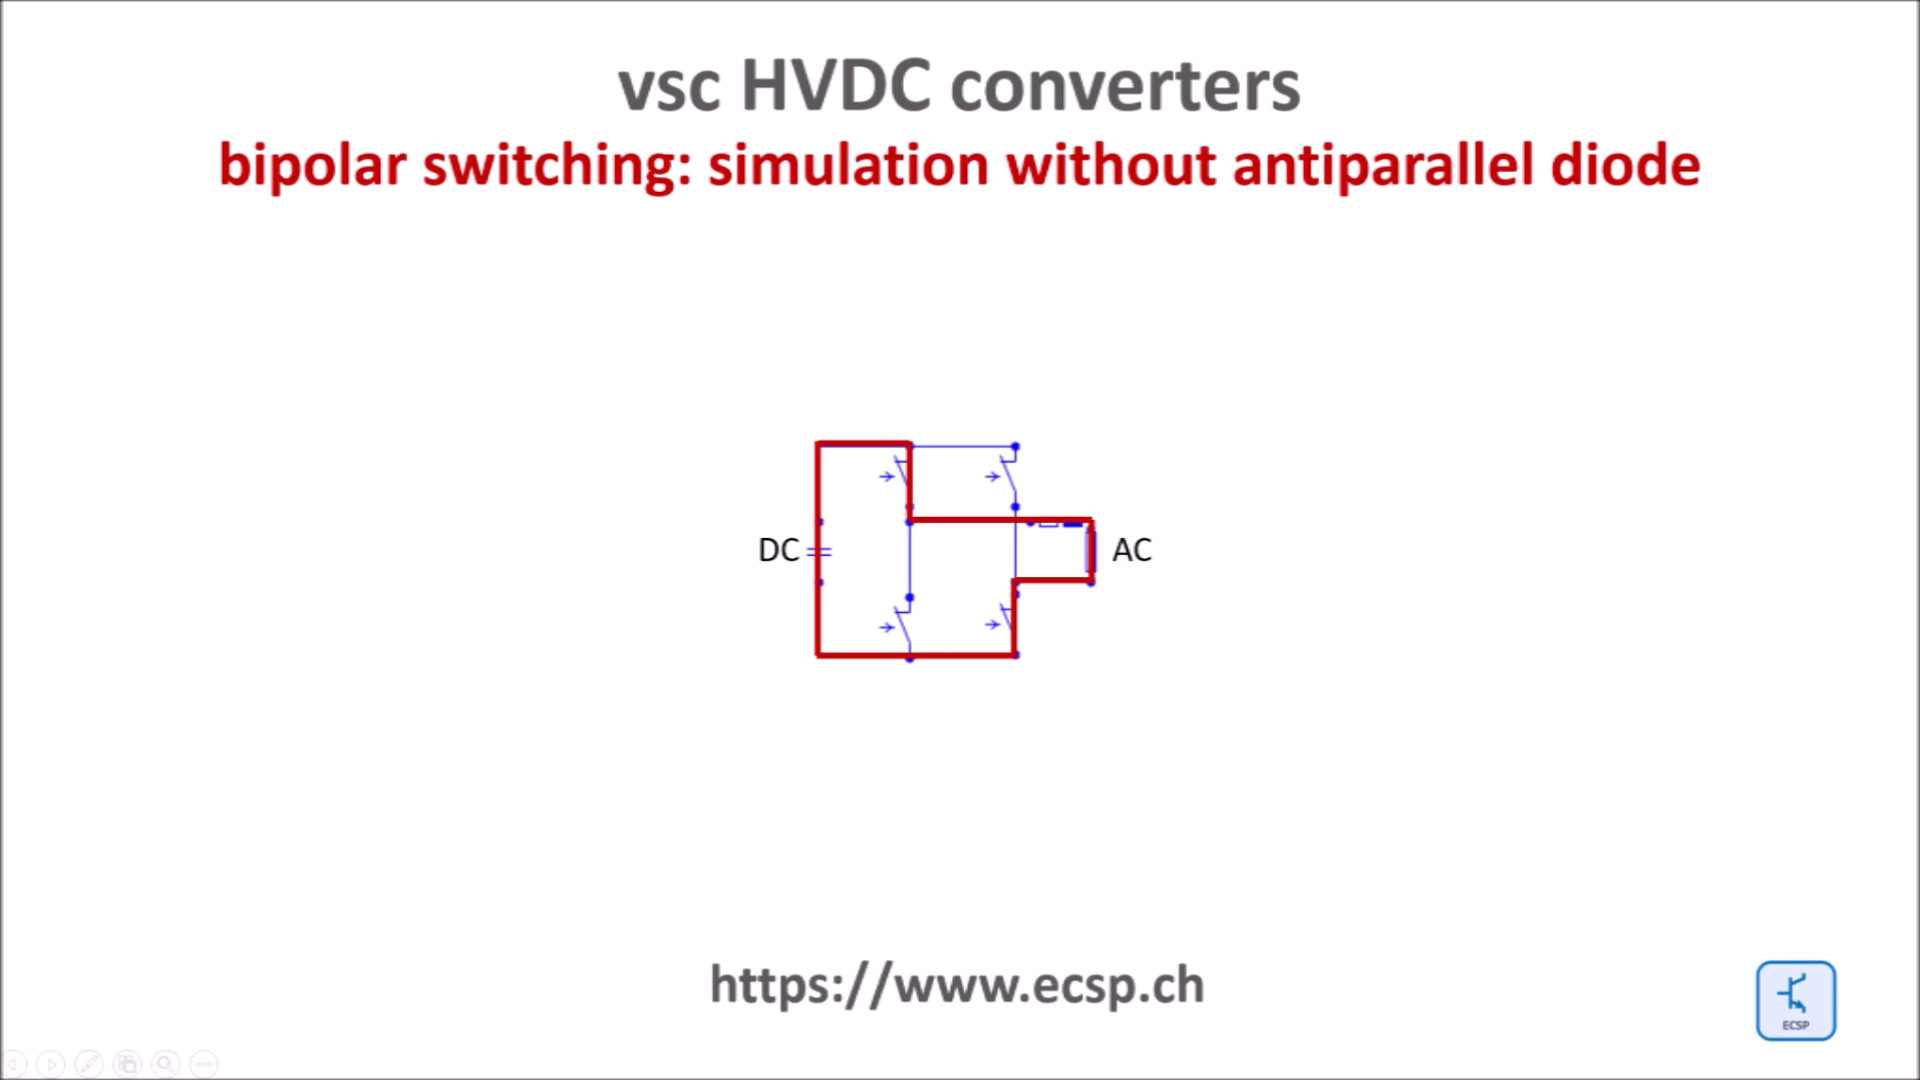 vsc HVDC converters
bipolar switching: simulation without antiparallel diode
DC
AC
https://www.ecsp.ch
ECSP